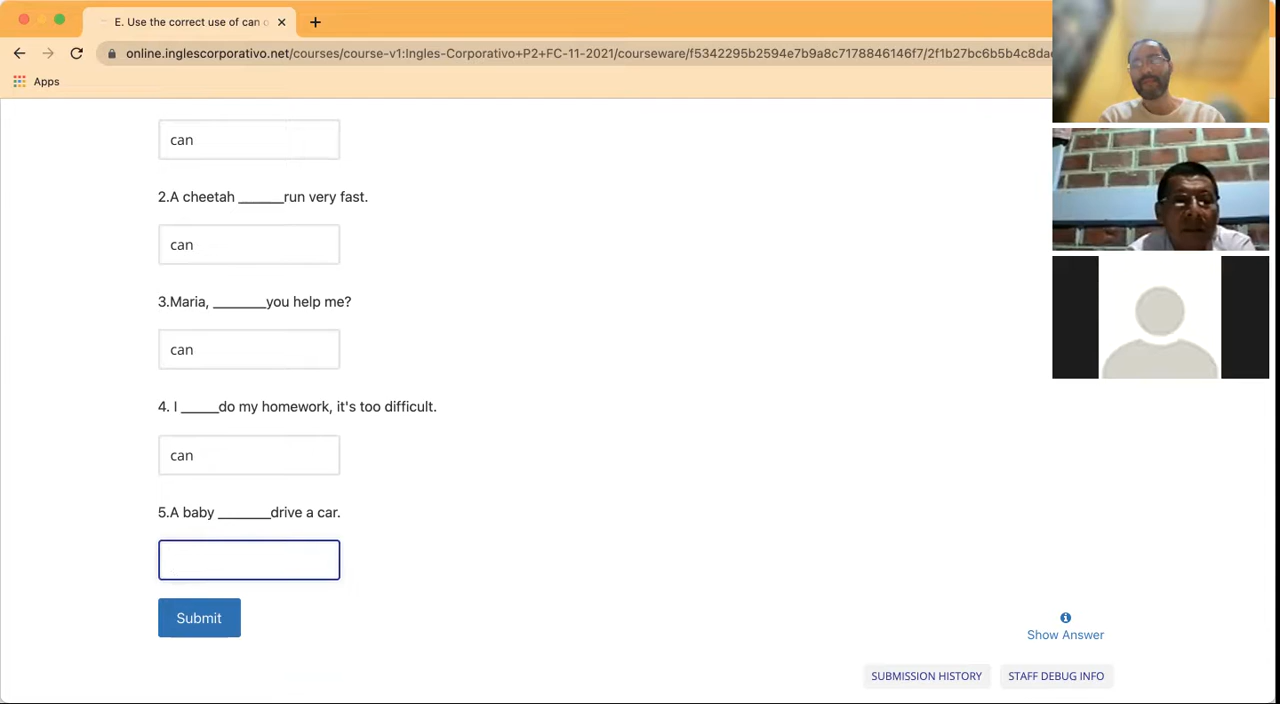 E. Use the correct use of can o
online.inglescorporativo.net/courses/course-v1:Ingles-Corporativo+P2+FC-11-2021/courseware/f5342295b2594e7b9a8c7178846146f7/2f1b27bc6b5b4c8dae
Apps
can
2.A cheetah ______run very fast.
can
3.Maria, _______you help me?
can
4. I _____do my homework, it's too difficult.
can
5.A baby _______drive a car.
Submit
Show Answer
SUBMISSION HISTORY
STAFF DEBUG INFO